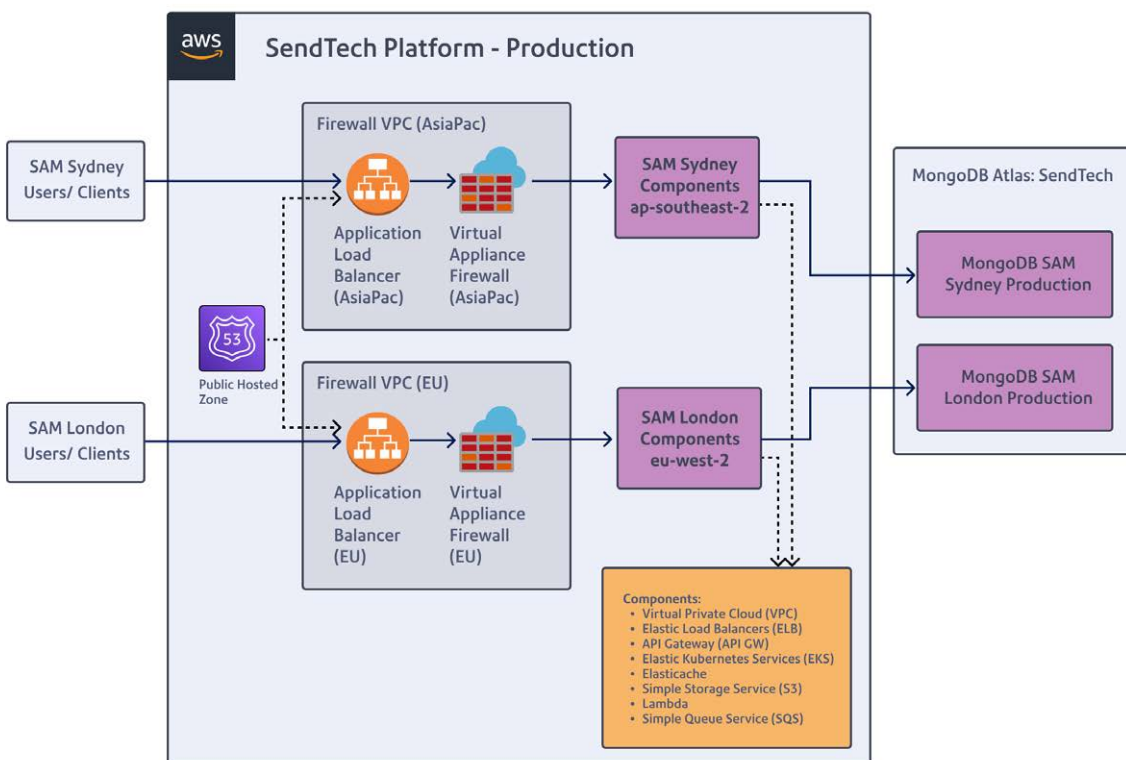 aws
SendTech Platform - Production
SAM Sydney
Users/ Clients
Firewall VPC (AsiaPac)
Application
Load
Balancer
(AsiaPac)
Virtual
Appliance
Firewall
(AsiaPac)
SAM Sydney
Components
ap-southeast-2
MongoDB Atlas: SendTech
MongoDB SAM
Sydney Production
MongoDB SAM
London Production
53
Public Hosted
Zone
SAM London
Users/ Clients
Firewall VPC (EU)
Application
Load
Balancer
(EU)
Virtual
Appliance
Firewall
(EU)
SAM London
Components
eu-west-2
Components:
• Virtual Private Cloud (VPC)
• Elastic Load Balancers (ELB)
• API Gateway (API GW)
• Elastic Kubernetes Services (EKS)
• Elasticache
• Simple Storage Service (S3)
• Lambda
• Simple Queue Service (SQS)